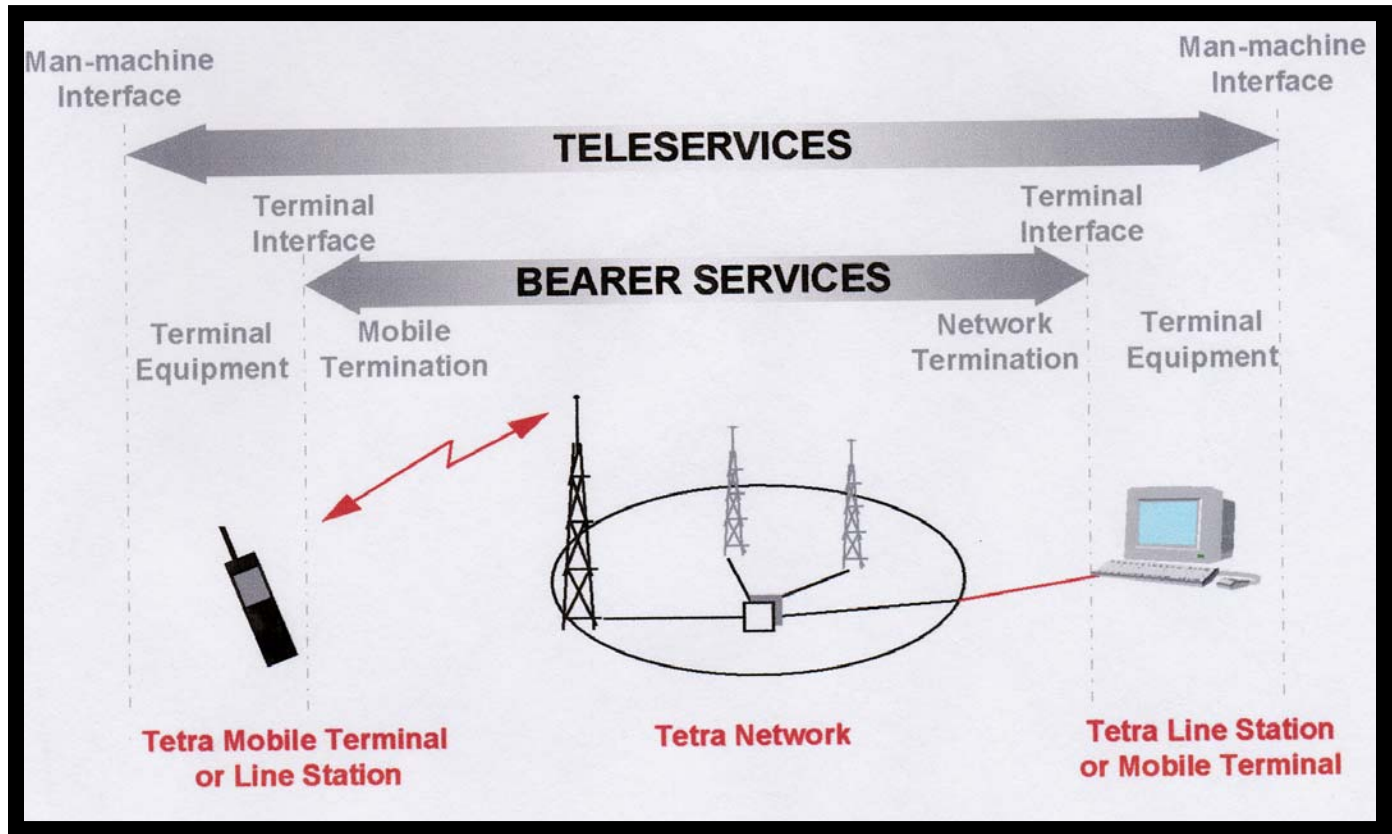 Man-machine
Interface
Man-machine
Interface
TELESERVICES
Terminal
Interface
Terminal
Interface
BEARER SERVICES
Terminal
Equipment
Mobile
Termination
Network
Termination
Terminal
Equipment
Tetra Mobile Terminal
or Line Station
Tetra Network
Tetra Line Station
or Mobile Terminal